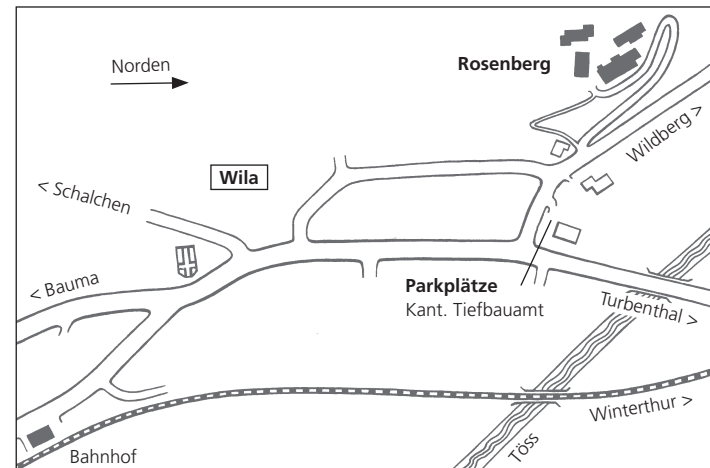 Norden
Rosenberg
Wildberg >
Wila
< Schalchen
< Bauma
Parkplätze
Kant. Tiefbauamt
Turbenthal >
Winterthur >
Töss
Bahnhof